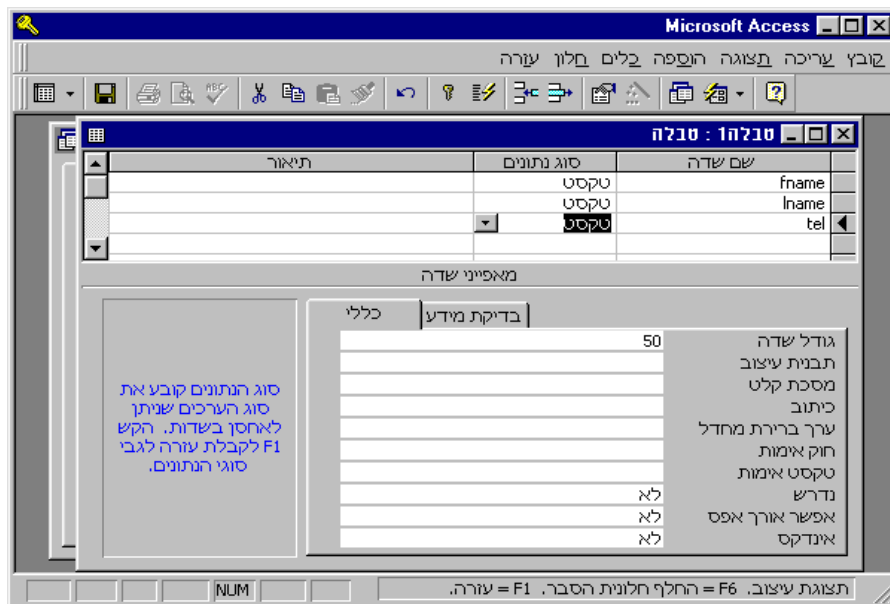 Microsoft Access
קובץ עריכה תצוגה הוספה כלים חלון עזרה
ABC
טבלה1 : טבלה
שם שדה סוג נתונים תיאור
fname טקסט
lname טקסט
tel טקסט
מאפייני שדה
כללי בדיקת מידע
גודל שדה 50
תבנית עיצוב
מסכת קלט
כיתוב
ערך ברירת מחדל
חוק אימות
טקסט אימות
נדרש לא
אפשר אורך אפס לא
אינדקס לא
סוג הנתונים קובע את
סוג הערכים שניתן
לאחסן בשדות. הקש
F1 לקבלת עזרה לגבי
סוגי הנתונים.
תצוגת עיצוב. F6 = החלף חלונית הסבר. F1 = עזרה.
NUM